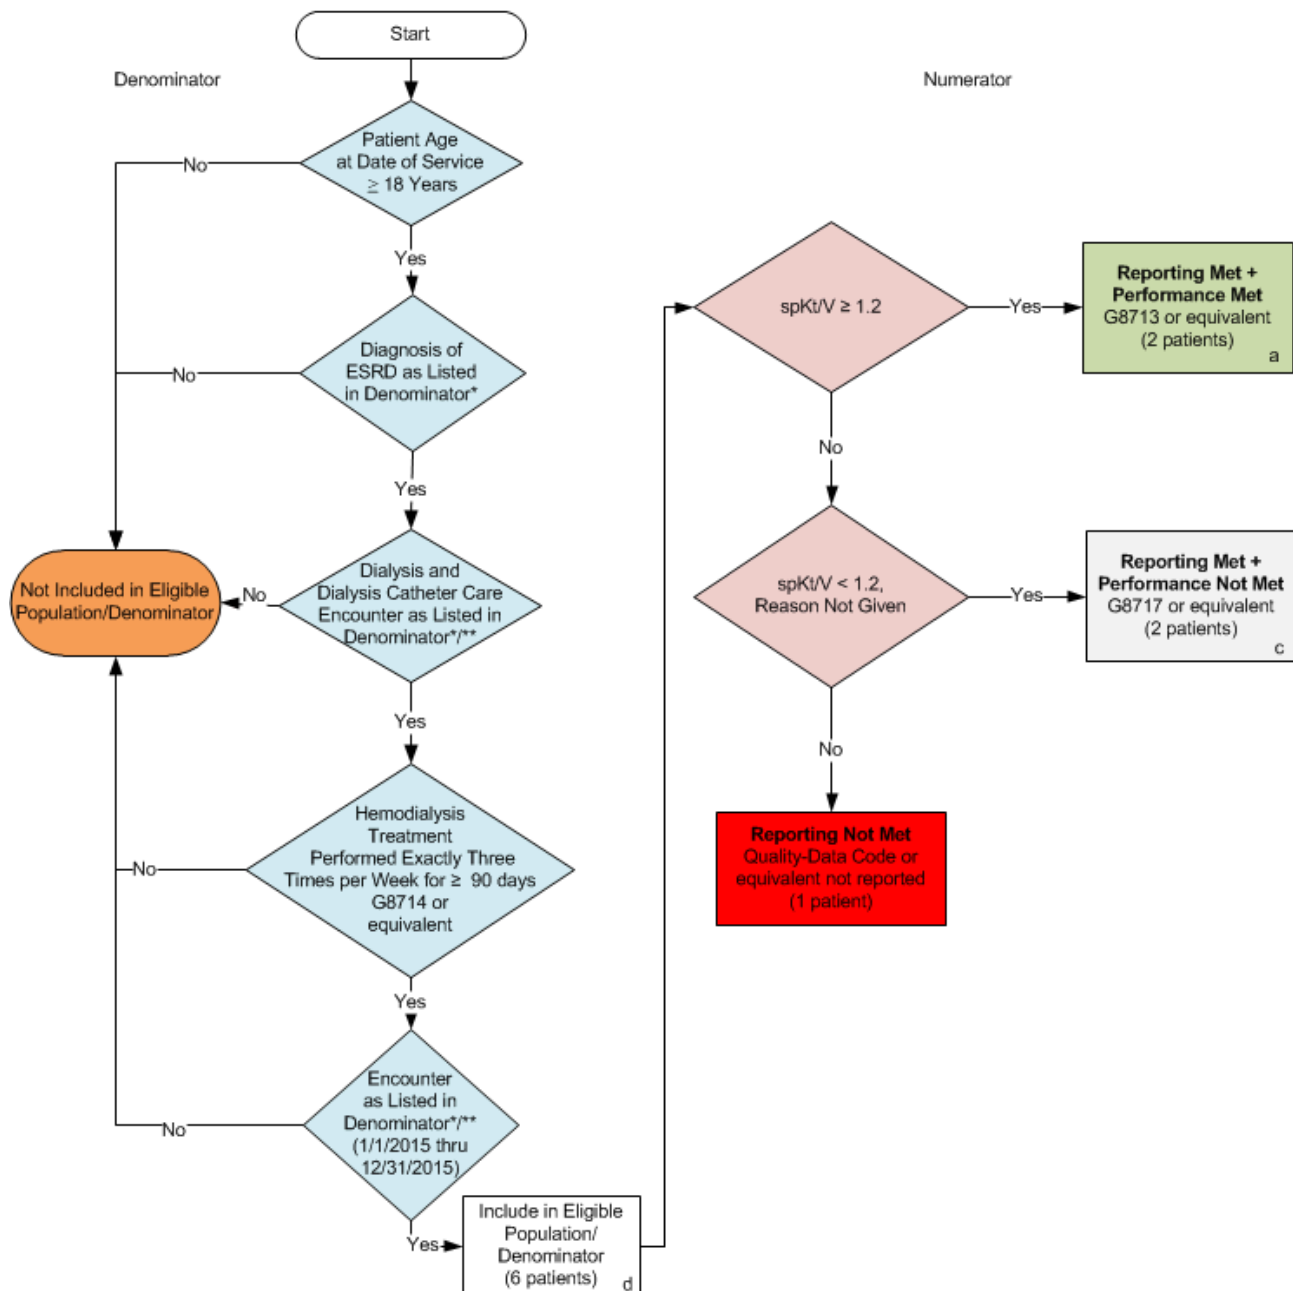 Start
Denominator
Numerator
Patient Age
at Date of Service
≥ 18 Years
No
Yes
Diagnosis of
ESRD as Listed
in Denominator*
No
Yes
Dialysis and
Dialysis Catheter Care
Encounter as Listed in
Denominator*/**
No
Not Included in Eligible
Population/Denominator
Yes
Hemodialysis
Treatment
Performed Exactly Three
Times per Week for ≥ 90 days
G8714 or
equivalent
No
Yes
Encounter
as Listed in
Denominator*/**
(1/1/2015 thru
12/31/2015)
No
Yes
Include in Eligible
Population/
Denominator
(6 patients)
d
spKt/V ≥ 1.2
Yes
Reporting Met +
Performance Met
G8713 or equivalent
(2 patients)
a
No
spKt/V < 1.2,
Reason Not Given
Yes
Reporting Met +
Performance Not Met
G8717 or equivalent
(2 patients)
c
No
Reporting Not Met
Quality-Data Code or
equivalent not reported
(1 patient)